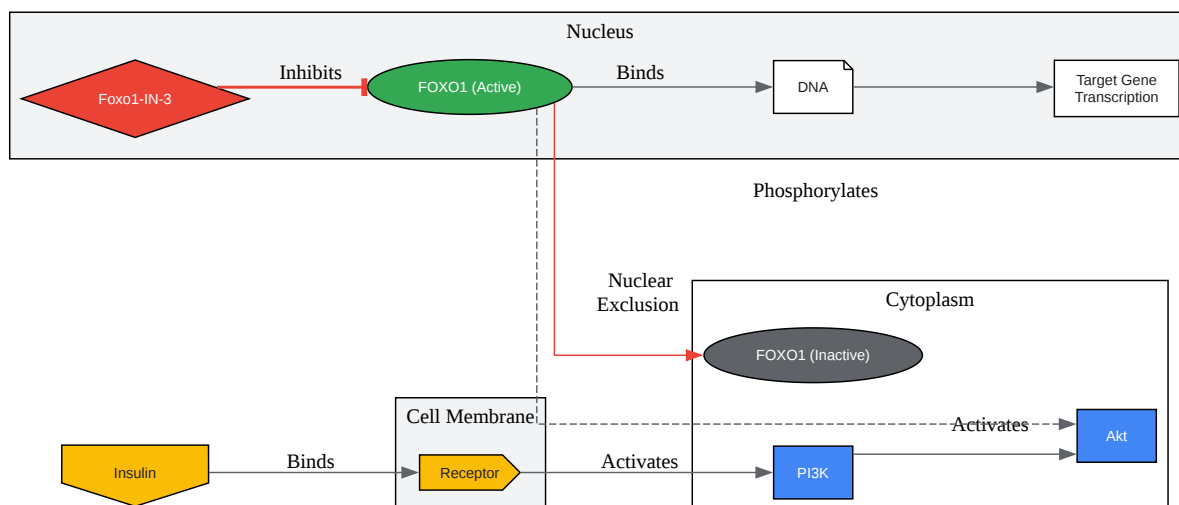 Nucleus
Inhibits
Binds
Foxo1-IN-3
FOXO1 (Active)
DNA
Target Gene
Transcription
Phosphorylates
Nuclear
Exclusion
Cytoplasm
FOXO1 (Inactive)
Cell Membrane
Activates
Akt
Insulin
Binds
Receptor
Activates
PI3K